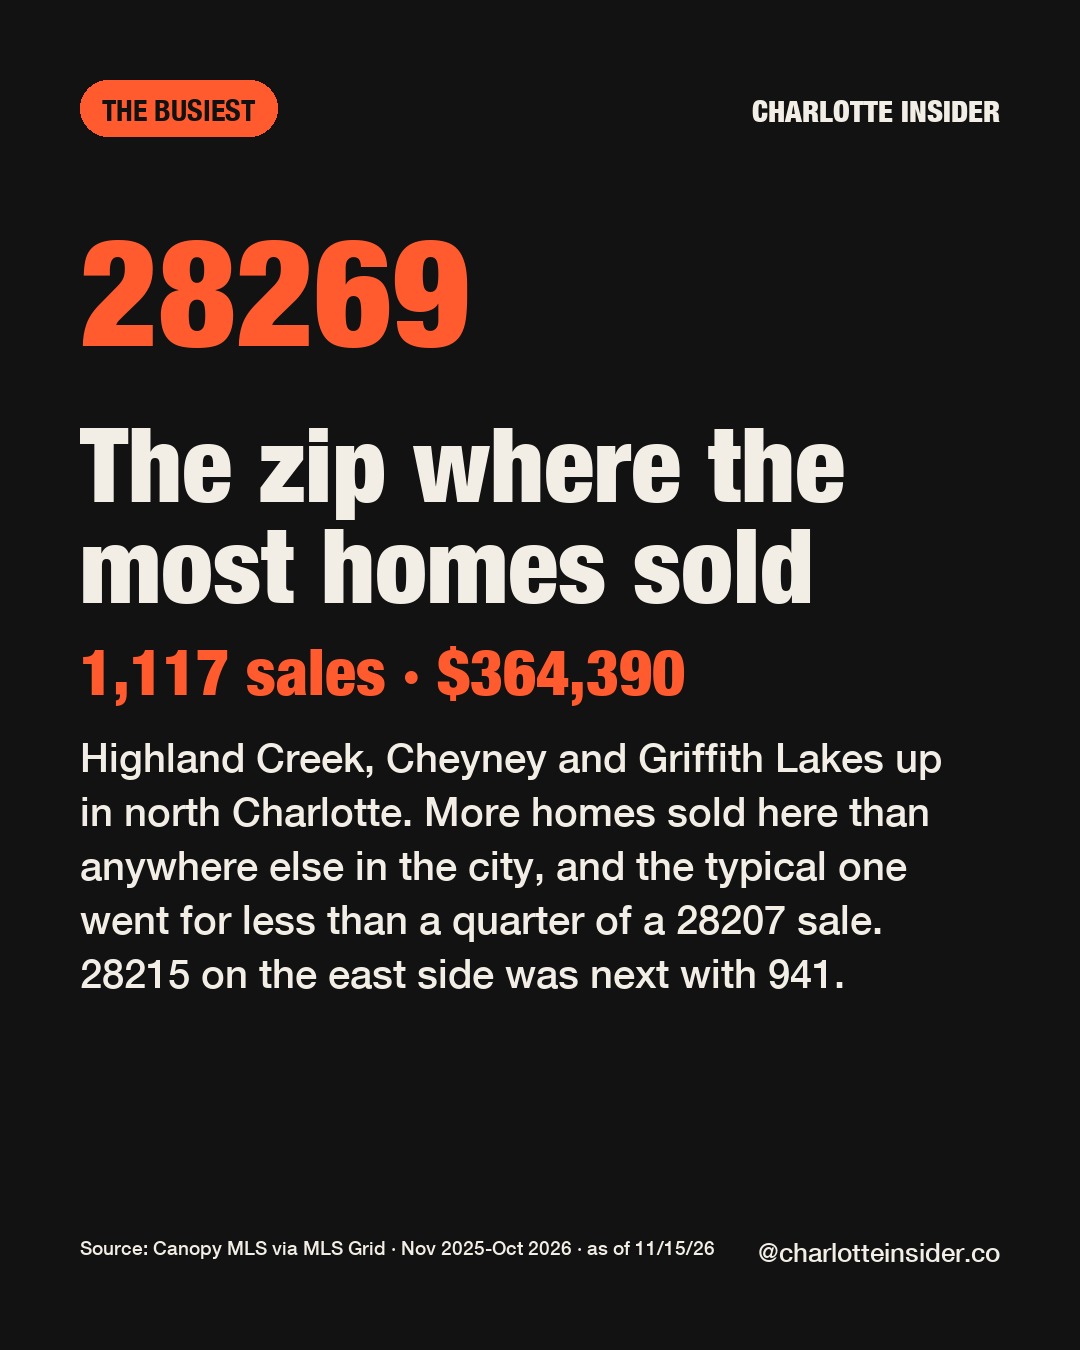 THE BUSIEST
CHARLOTTE INSIDER
28269
The zip where the
most homes sold
1,117 sales · $364,390
Highland Creek, Cheyney and Griffith Lakes up
in north Charlotte. More homes sold here than
anywhere else in the city, and the typical one
went for less than a quarter of a 28207 sale.
28215 on the east side was next with 941.
Source: Canopy MLS via MLS Grid · Nov 2025-Oct 2026 · as of 11/15/26
@charlotteinsider.co